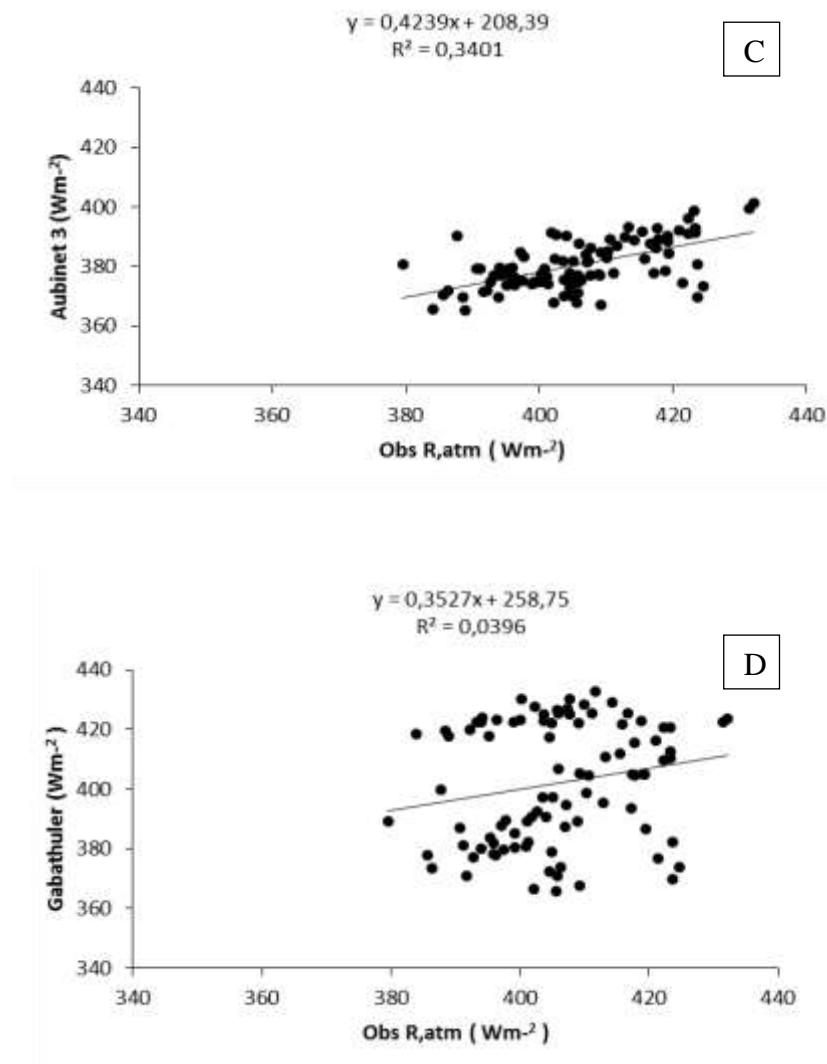 y = 0,4239x + 208,39
R² = 0,3401
C
440
420
400
380
360
340
Aubinet 3 (Wm-²)
340 360 380 400 420 440
Obs R,atm ( Wm-²)
y = 0,3527x + 258,75
R² = 0,0396
D
440
420
400
380
360
340
Gabathuler (Wm-² )
340 360 380 400 420 440
Obs R,atm ( Wm-² )